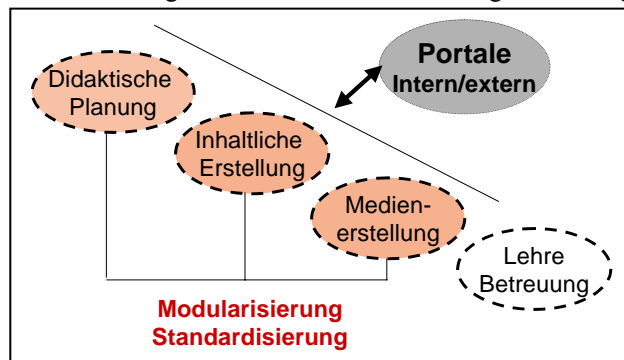 Portale
Intern/extern
Didaktische
Planung
Inhaltliche
Erstellung
Medien-
erstellung
Lehre
Betreuung
Modularisierung
Standardisierung